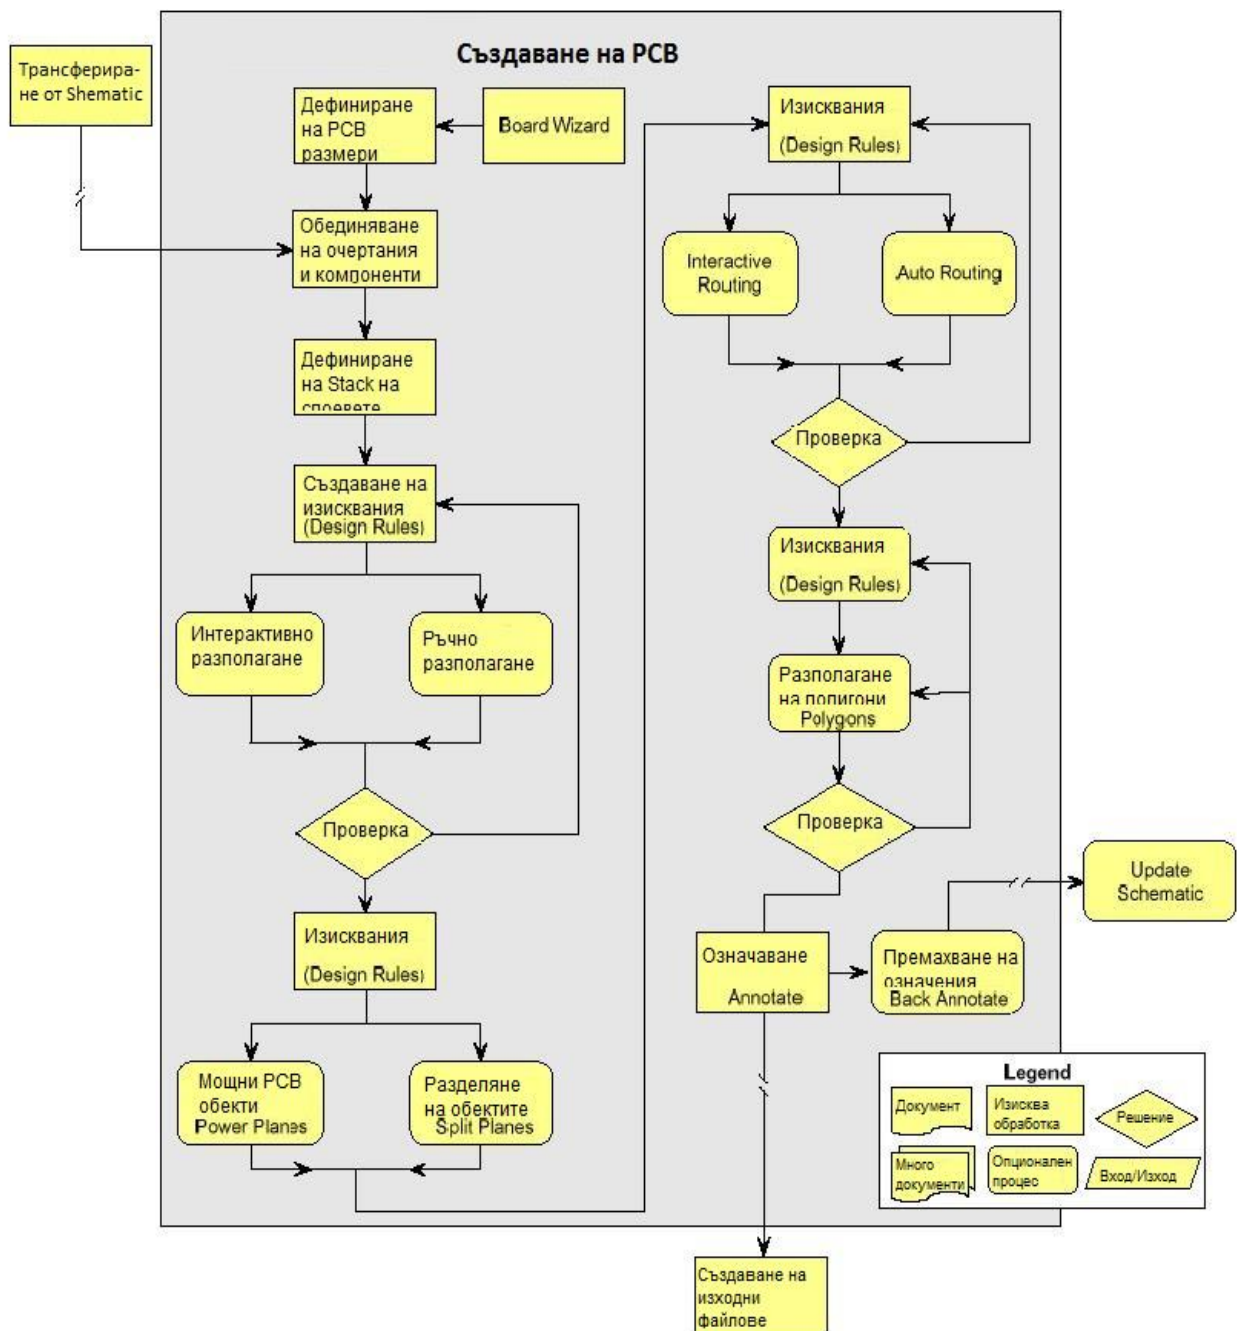 Създаване на PCB
Трансферира-
не от Shematic
Дефиниране
на PCB
размери
Board Wizard
Обединяване
на очертания
и компоненти
Дефиниране
на Stack на
споевете
Създаване на
изисквания
(Design Rules)
Интерактивно
разполагане
Ръчно
разполагане
Проверка
Изисквания
(Design Rules)
Мощни PCB
обекти
Power Planes
Разделяне
на обектите
Split Planes
Изисквания
(Design Rules)
Interactive
Routing
Auto Routing
Проверка
Изисквания
(Design Rules)
Разполагане
на полигони
Polygons
Проверка
Означаване
Annotate
Премахване на
означения
Back Annotate
Update
Schematic
Legend
Документ
Изисква
обработка
Решение
Много
документи
Опционален
процес
Вход/Изход
Създаване на
изходни
файлове